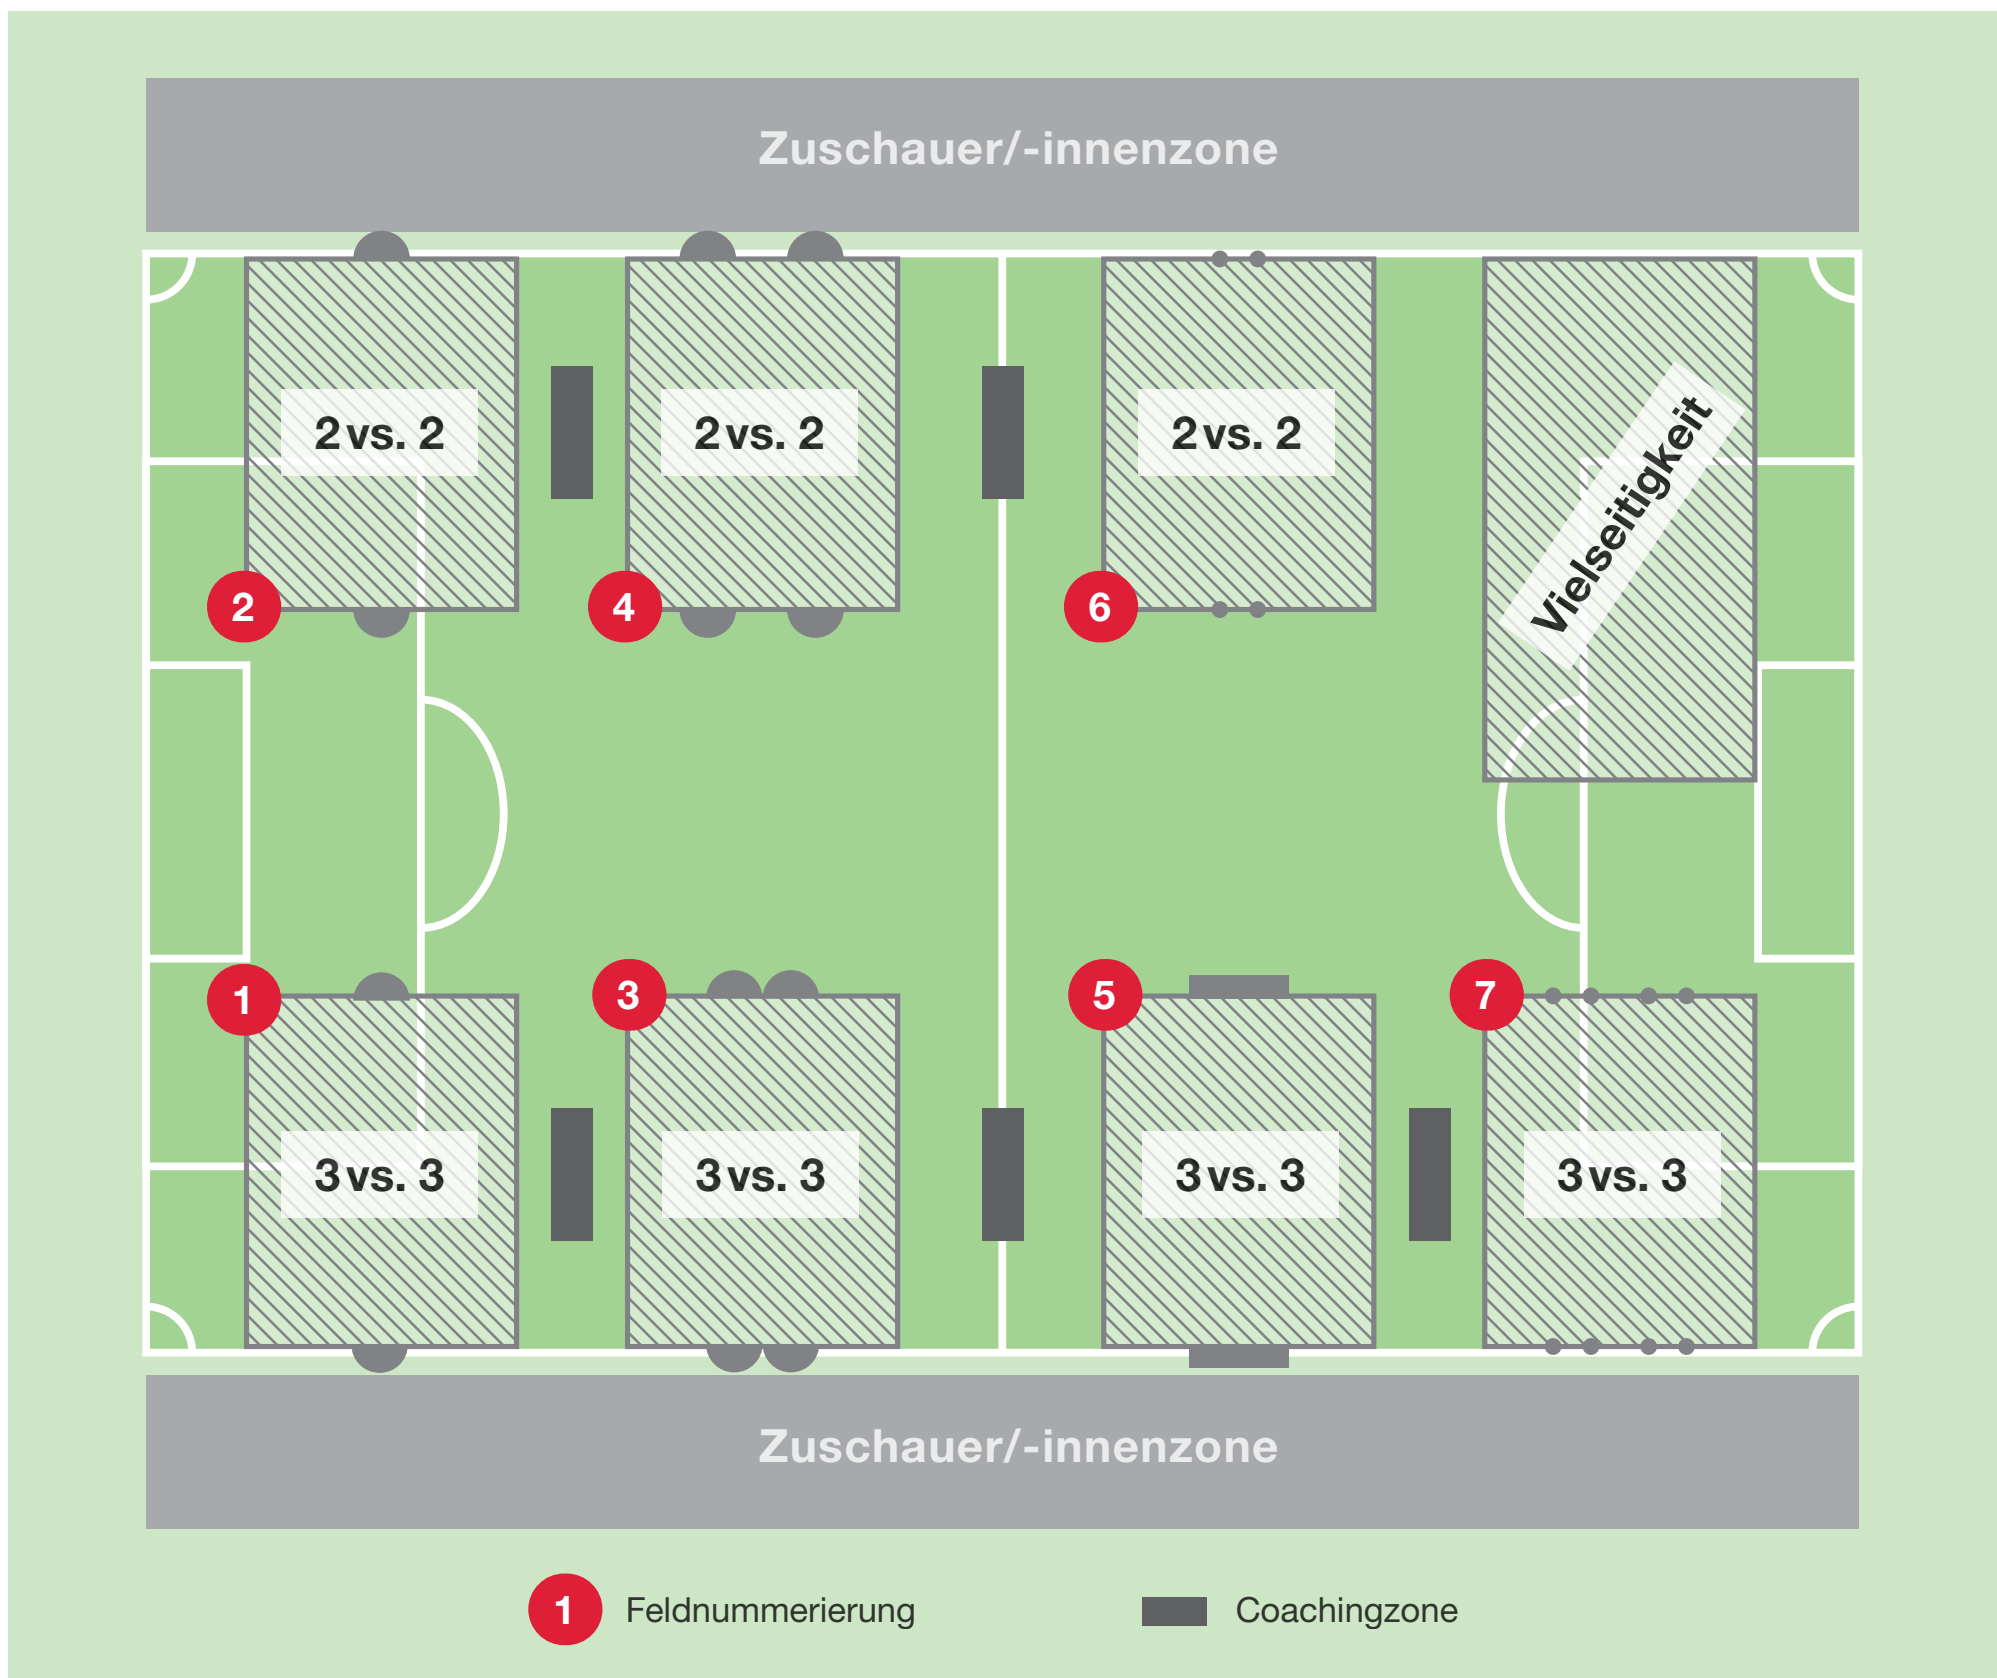 Zuschauer/-innenzone
2 vs. 2
2 vs. 2
2 vs. 2
Vielseitigkeit
2
4
6
1
3
5
7
3 vs. 3
3 vs. 3
3 vs. 3
3 vs. 3
Zuschauer/-innenzone
1 Feldnummerierung
Coachingzone